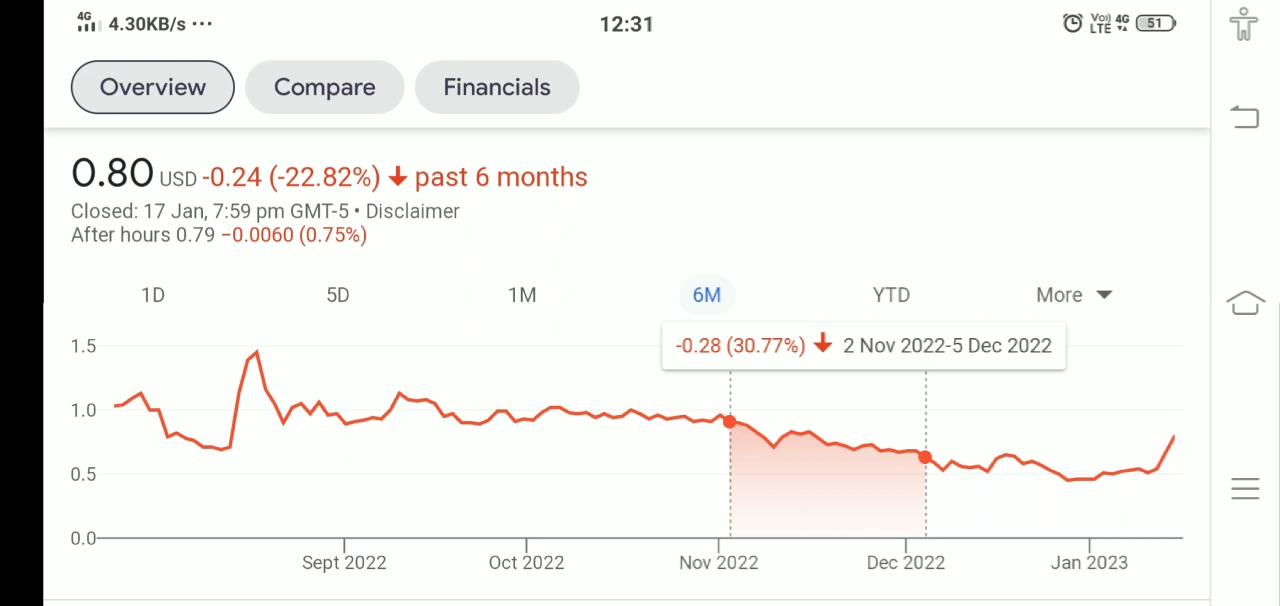 4G 4.30KB/s ··· 12:31 Vo)) LTE 4G 51
Overview Compare Financials
0.80 USD -0.24 (-22.82%) ↓ past 6 months
Closed: 17 Jan, 7:59 pm GMT-5 • Disclaimer
After hours 0.79 −0.0060 (0.75%)
1D 5D 1M 6M YTD More
-0.28 (30.77%) ↓ 2 Nov 2022-5 Dec 2022
1.5
1.0
0.5
0.0
Sept 2022 Oct 2022 Nov 2022 Dec 2022 Jan 2023